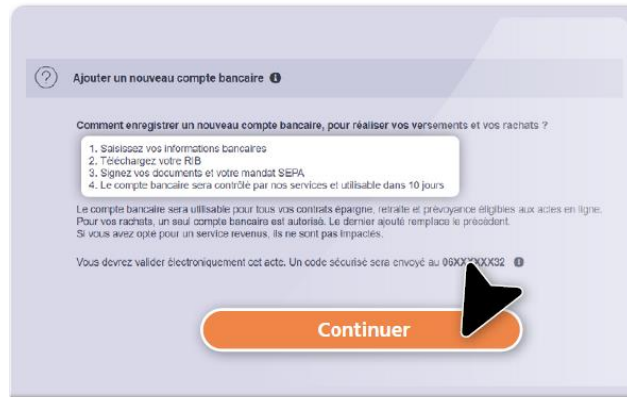 Ajouter un nouveau compte bancaire
Comment enregistrer un nouveau compte bancaire, pour réaliser vos versements et vos rachats ?
1. Saisissez vos informations bancaires
2. Téléchargez votre RIB
3. Signez vos documents et votre mandat SEPA
4. Le compte bancaire sera contrôlé par nos services et utilisable dans 10 jours
Le compte bancaire sera utilisable pour tous vos contrats épargne, retraite et prévoyance éligibles aux actes en ligne.
Pour vos rachats, un seul compte bancaire est autorisé. Le dernier ajouté remplace le précédent.
Si vous avez opté pour un service revenus, ils ne sont pas impactés.
Vous devrez valider électroniquement cet acte. Un code sécurisé sera envoyé au 06XXXXXX32
Continuer